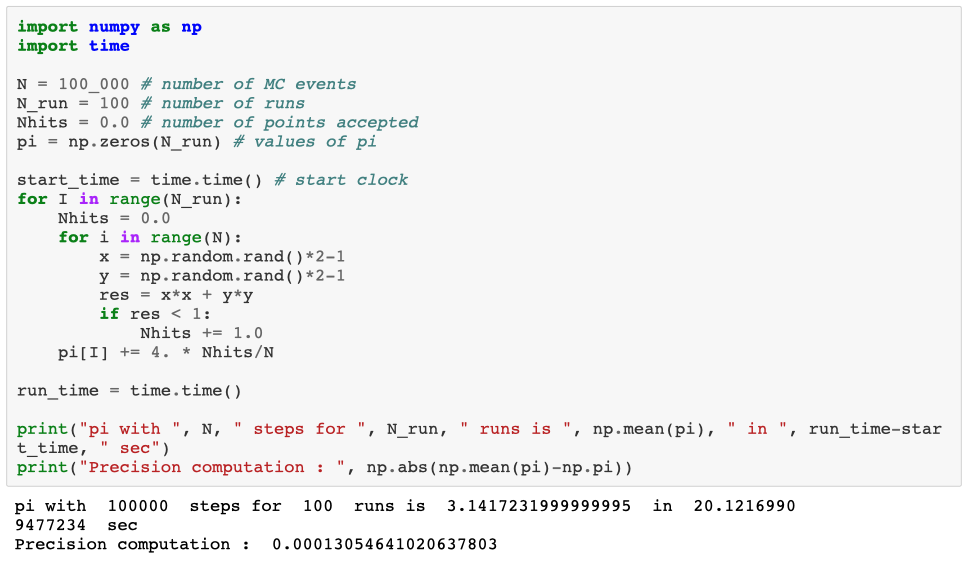 import numpy as np
import time

N = 100_000 # number of MC events
N_run = 100 # number of runs
Nhits = 0.0 # number of points accepted
pi = np.zeros(N_run) # values of pi

start_time = time.time() # start clock
for I in range(N_run):
    Nhits = 0.0
    for i in range(N):
        x = np.random.rand()*2-1
        y = np.random.rand()*2-1
        res = x*x + y*y
        if res < 1:
            Nhits += 1.0
    pi[I] += 4. * Nhits/N

run_time = time.time()

print("pi with ", N, " steps for ", N_run, " runs is ", np.mean(pi), " in ", run_time-star
t_time, " sec")
print("Precision computation : ", np.abs(np.mean(pi)-np.pi))
pi with  100000  steps for  100  runs is  3.1417231999999995  in  20.1216990
9477234  sec
Precision computation :  0.00013054641020637803